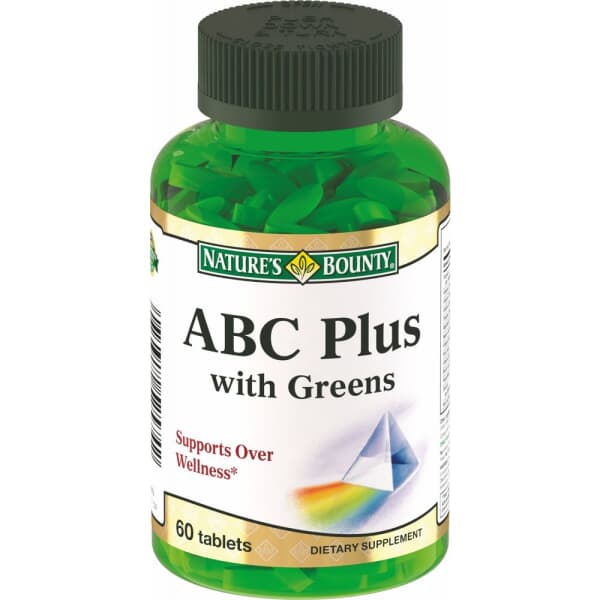 NATURE'S BOUNTY®
ABC Plus
with Greens
Supports Over
Wellness*
60 tablets
DIETARY SUPPLEMENT